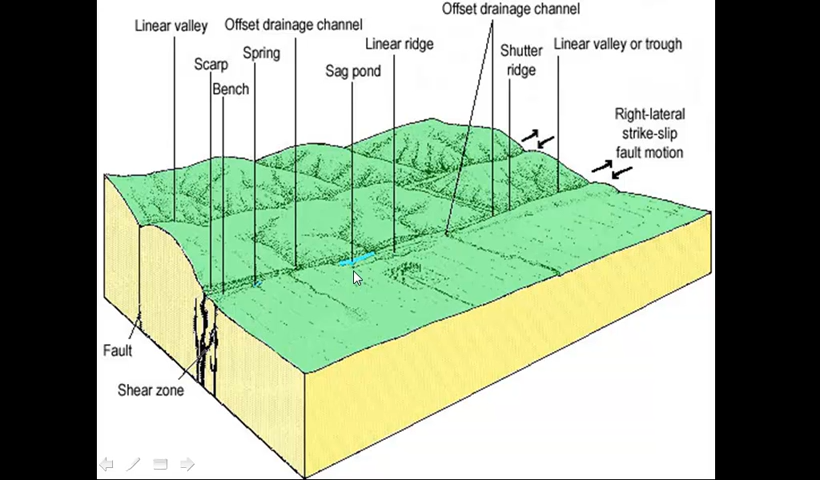 Offset drainage channel
Linear valley
Offset drainage channel
Spring
Linear ridge
Shutter
ridge
Linear valley or trough
Scarp
Sag pond
Bench
Right-lateral
strike-slip
fault motion
Fault
Shear zone